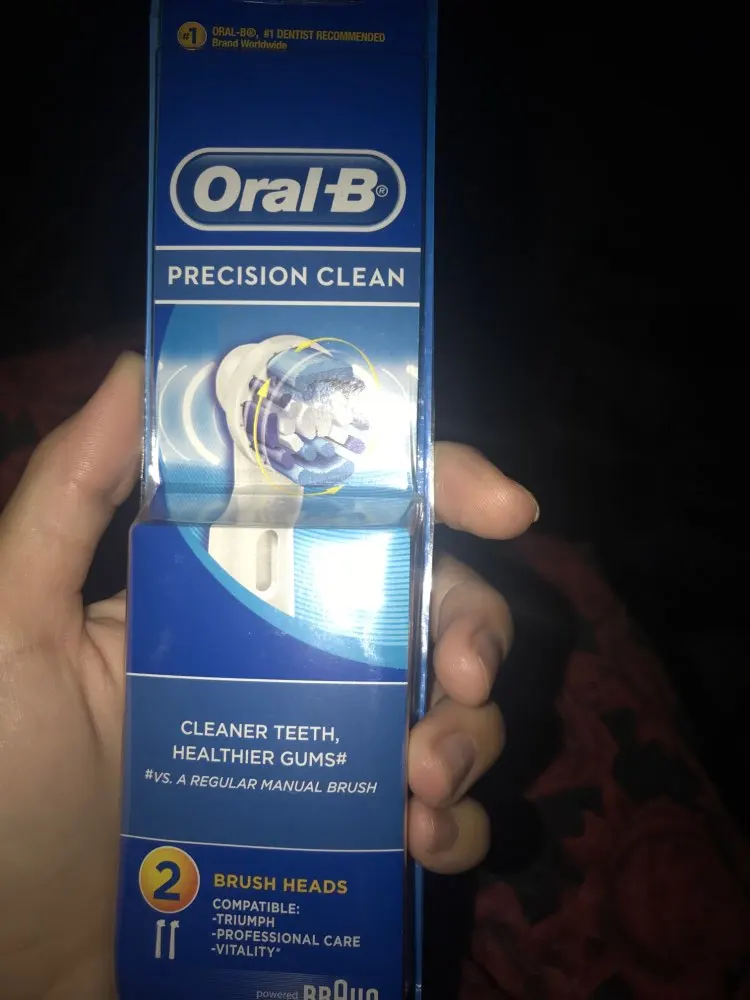 #1
ORAL-B®, #1 DENTIST RECOMMENDED
Brand Worldwide
Oral-B®
PRECISION CLEAN
CLEANER TEETH,
HEALTHIER GUMS#
#VS. A REGULAR MANUAL BRUSH
2
BRUSH HEADS
COMPATIBLE:
-TRIUMPH
-PROFESSIONAL CARE
-VITALITY*
powered BRAUN